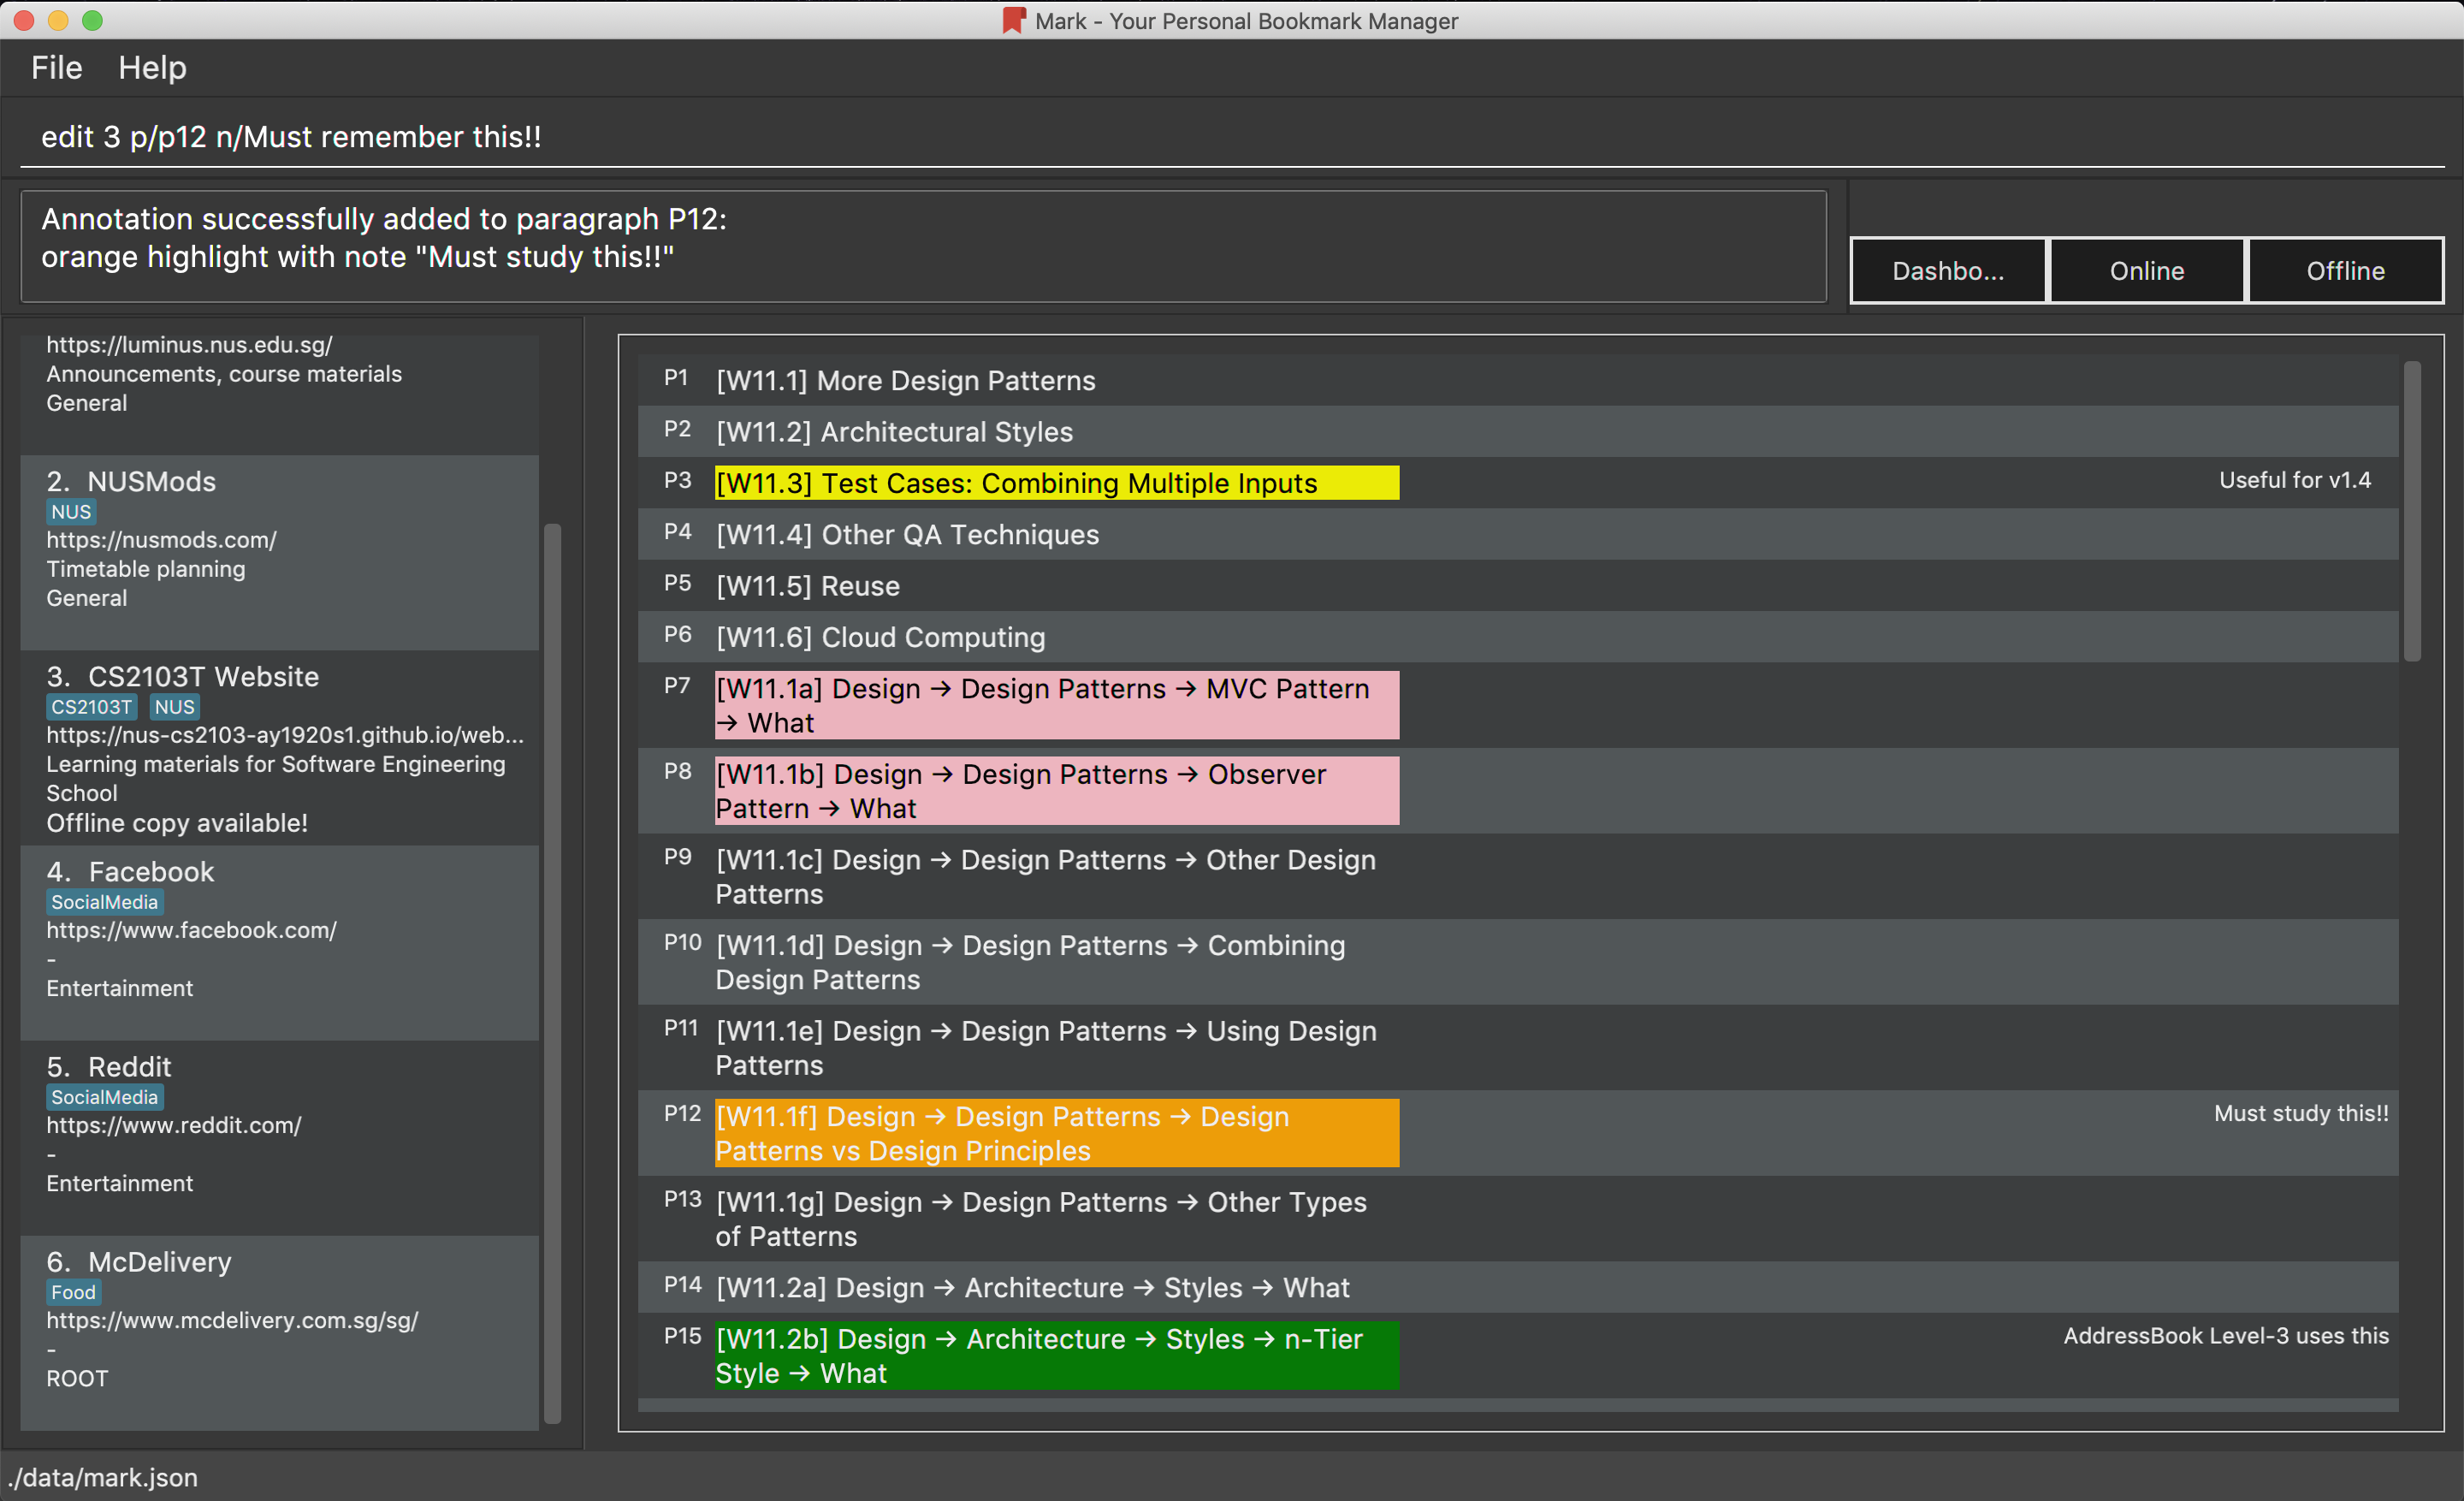 Mark - Your Personal Bookmark Manager
File Help
edit 3 p/p12 n/Must remember this!!
Annotation successfully added to paragraph P12:
orange highlight with note "Must study this!!"
Dashbo...
Online
Offline
https://luminus.nus.edu.sg/
Announcements, course materials
General
2. NUSMods
NUS
https://nusmods.com/
Timetable planning
General
3. CS2103T Website
CS2103T NUS
https://nus-cs2103-ay1920s1.github.io/web...
Learning materials for Software Engineering
School
Offline copy available!
4. Facebook
SocialMedia
https://www.facebook.com/
-
Entertainment
5. Reddit
SocialMedia
https://www.reddit.com/
-
Entertainment
6. McDelivery
Food
https://www.mcdelivery.com.sg/sg/
-
ROOT
P1 [W11.1] More Design Patterns
P2 [W11.2] Architectural Styles
P3 [W11.3] Test Cases: Combining Multiple Inputs Useful for v1.4
P4 [W11.4] Other QA Techniques
P5 [W11.5] Reuse
P6 [W11.6] Cloud Computing
P7 [W11.1a] Design → Design Patterns → MVC Pattern
→ What
P8 [W11.1b] Design → Design Patterns → Observer
Pattern → What
P9 [W11.1c] Design → Design Patterns → Other Design
Patterns
P10 [W11.1d] Design → Design Patterns → Combining
Design Patterns
P11 [W11.1e] Design → Design Patterns → Using Design
Patterns
P12 [W11.1f] Design → Design Patterns → Design Must study this!!
Patterns vs Design Principles
P13 [W11.1g] Design → Design Patterns → Other Types
of Patterns
P14 [W11.2a] Design → Architecture → Styles → What
P15 [W11.2b] Design → Architecture → Styles → n-Tier AddressBook Level-3 uses this
Style → What
./data/mark.json